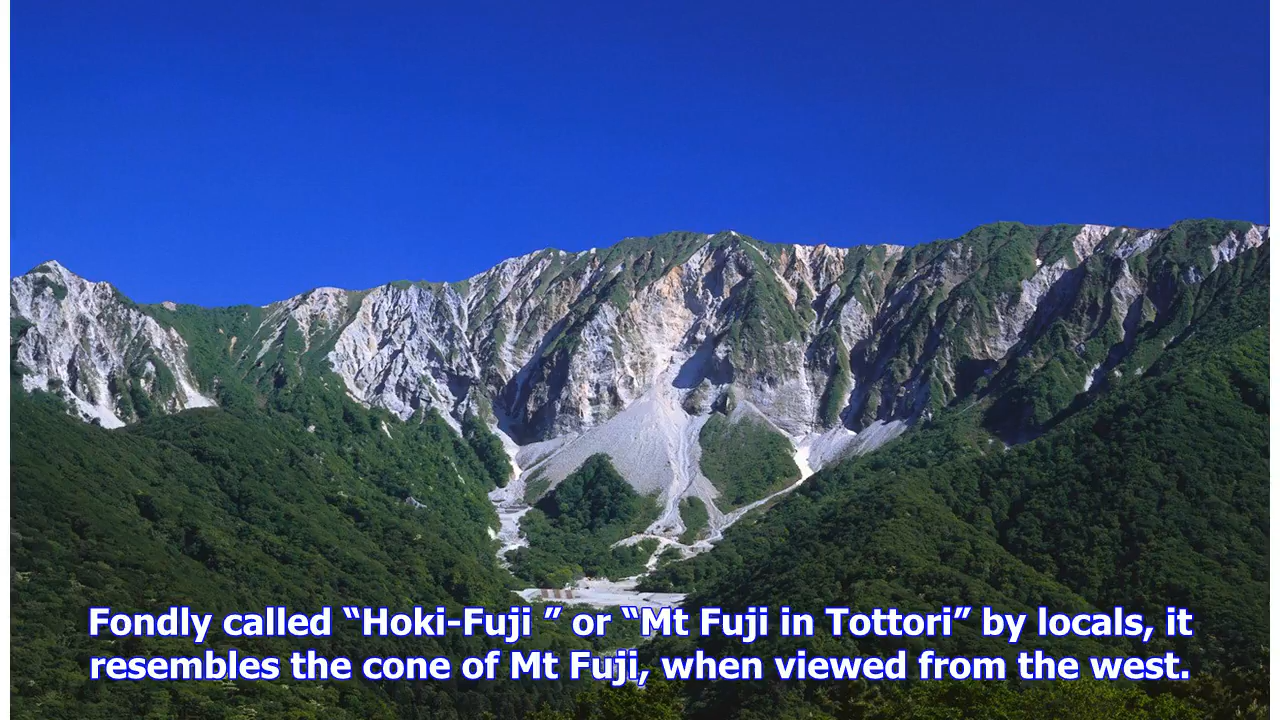 Fondly called “Hoki-Fuji ” or “Mt Fuji in Tottori” by locals, it
resembles the cone of Mt Fuji, when viewed from the west.